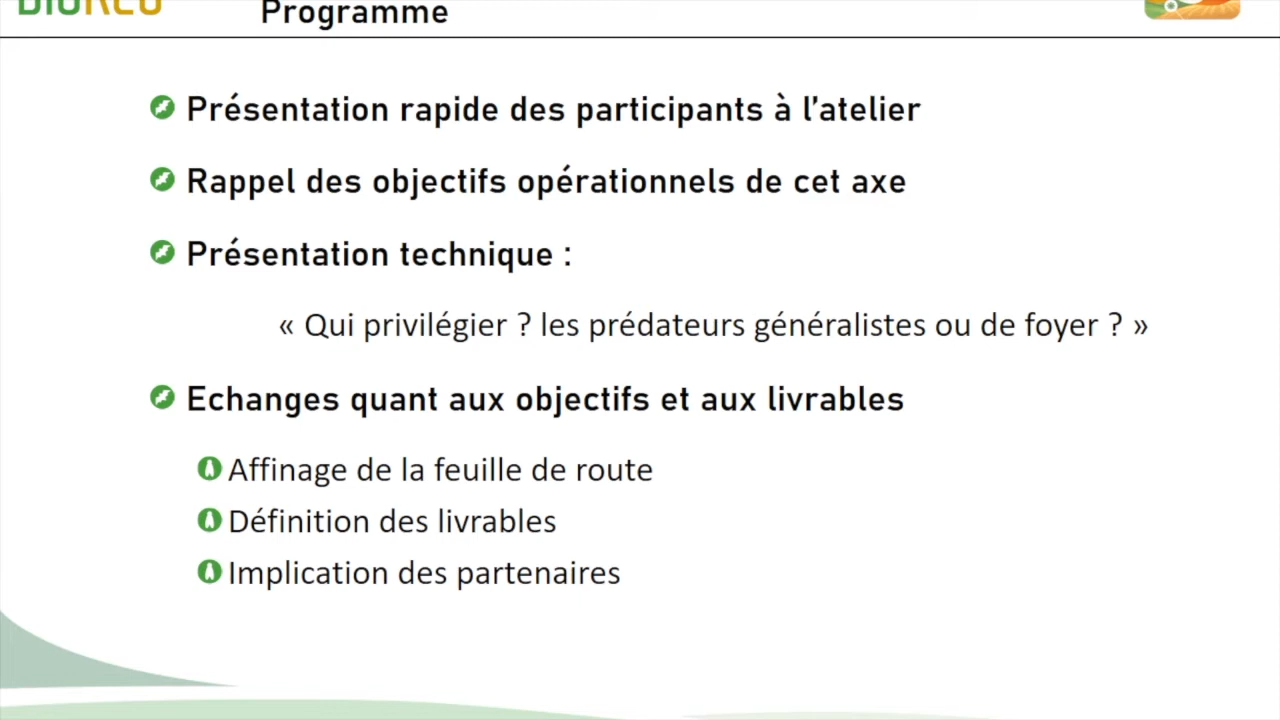 Programme
Présentation rapide des participants à l'atelier
Rappel des objectifs opérationnels de cet axe
Présentation technique :
« Qui privilégier ? les prédateurs généralistes ou de foyer ? »
Echanges quant aux objectifs et aux livrables
Affinage de la feuille de route
Définition des livrables
Implication des partenaires